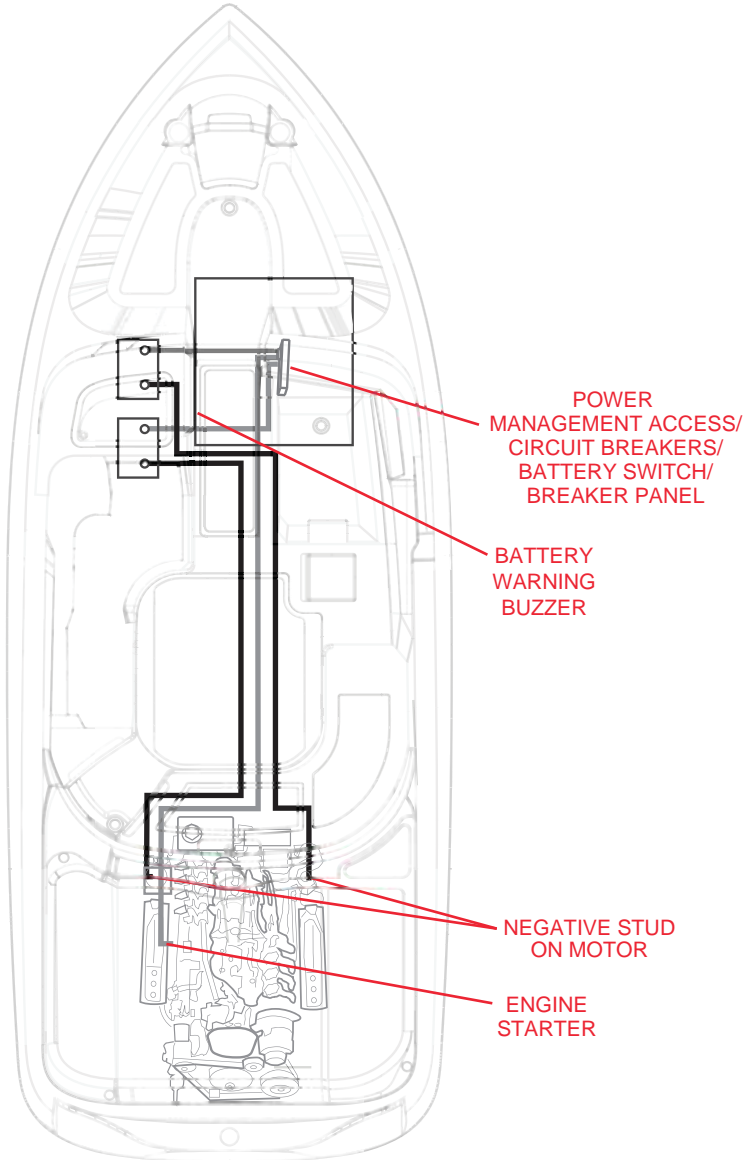 POWER
MANAGEMENT ACCESS/
CIRCUIT BREAKERS/
BATTERY SWITCH/
BREAKER PANEL
BATTERY
WARNING
BUZZER
NEGATIVE STUD
ON MOTOR
ENGINE
STARTER